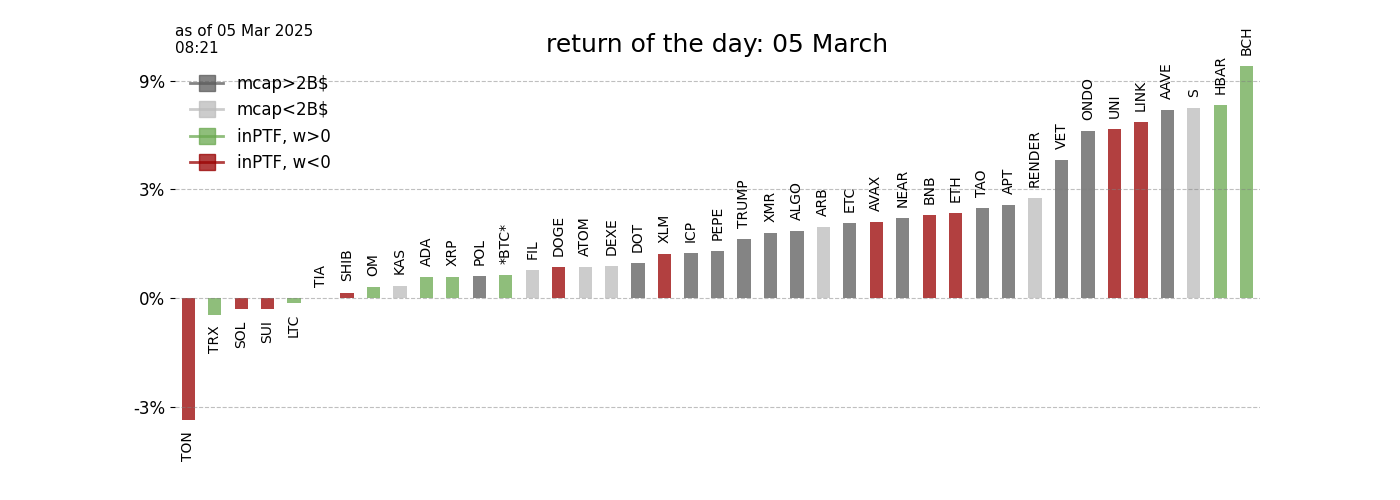 as of 05 Mar 2025
08:21
return of the day: 05 March
9%
3%
0%
-3%
mcap>2B$
mcap<2B$
inPTF, w>0
inPTF, w<0
TON
TRX
SOL
SUI
LTC
TIA
SHIB
OM
KAS
ADA
XRP
POL
*BTC*
FIL
DOGE
ATOM
DEXE
DOT
XLM
ICP
PEPE
TRUMP
XMR
ALGO
ARB
ETC
AVAX
NEAR
BNB
ETH
TAO
APT
RENDER
VET
ONDO
UNI
LINK
AAVE
S
HBAR
BCH